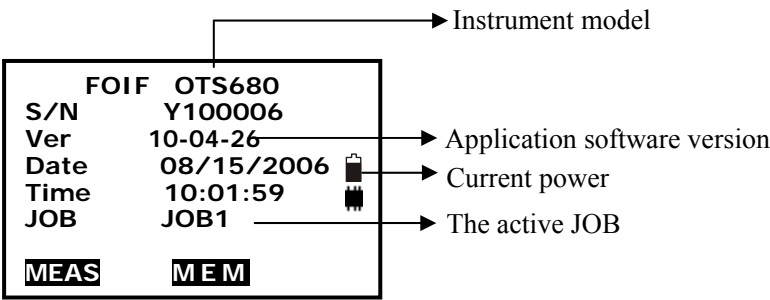 Instrument model
FOIF OTS680
S/N Y100006
Ver 10-04-26
Application software version
Date 08/15/2006
Current power
Time 10:01:59
JOB JOB1
The active JOB
MEAS MEM